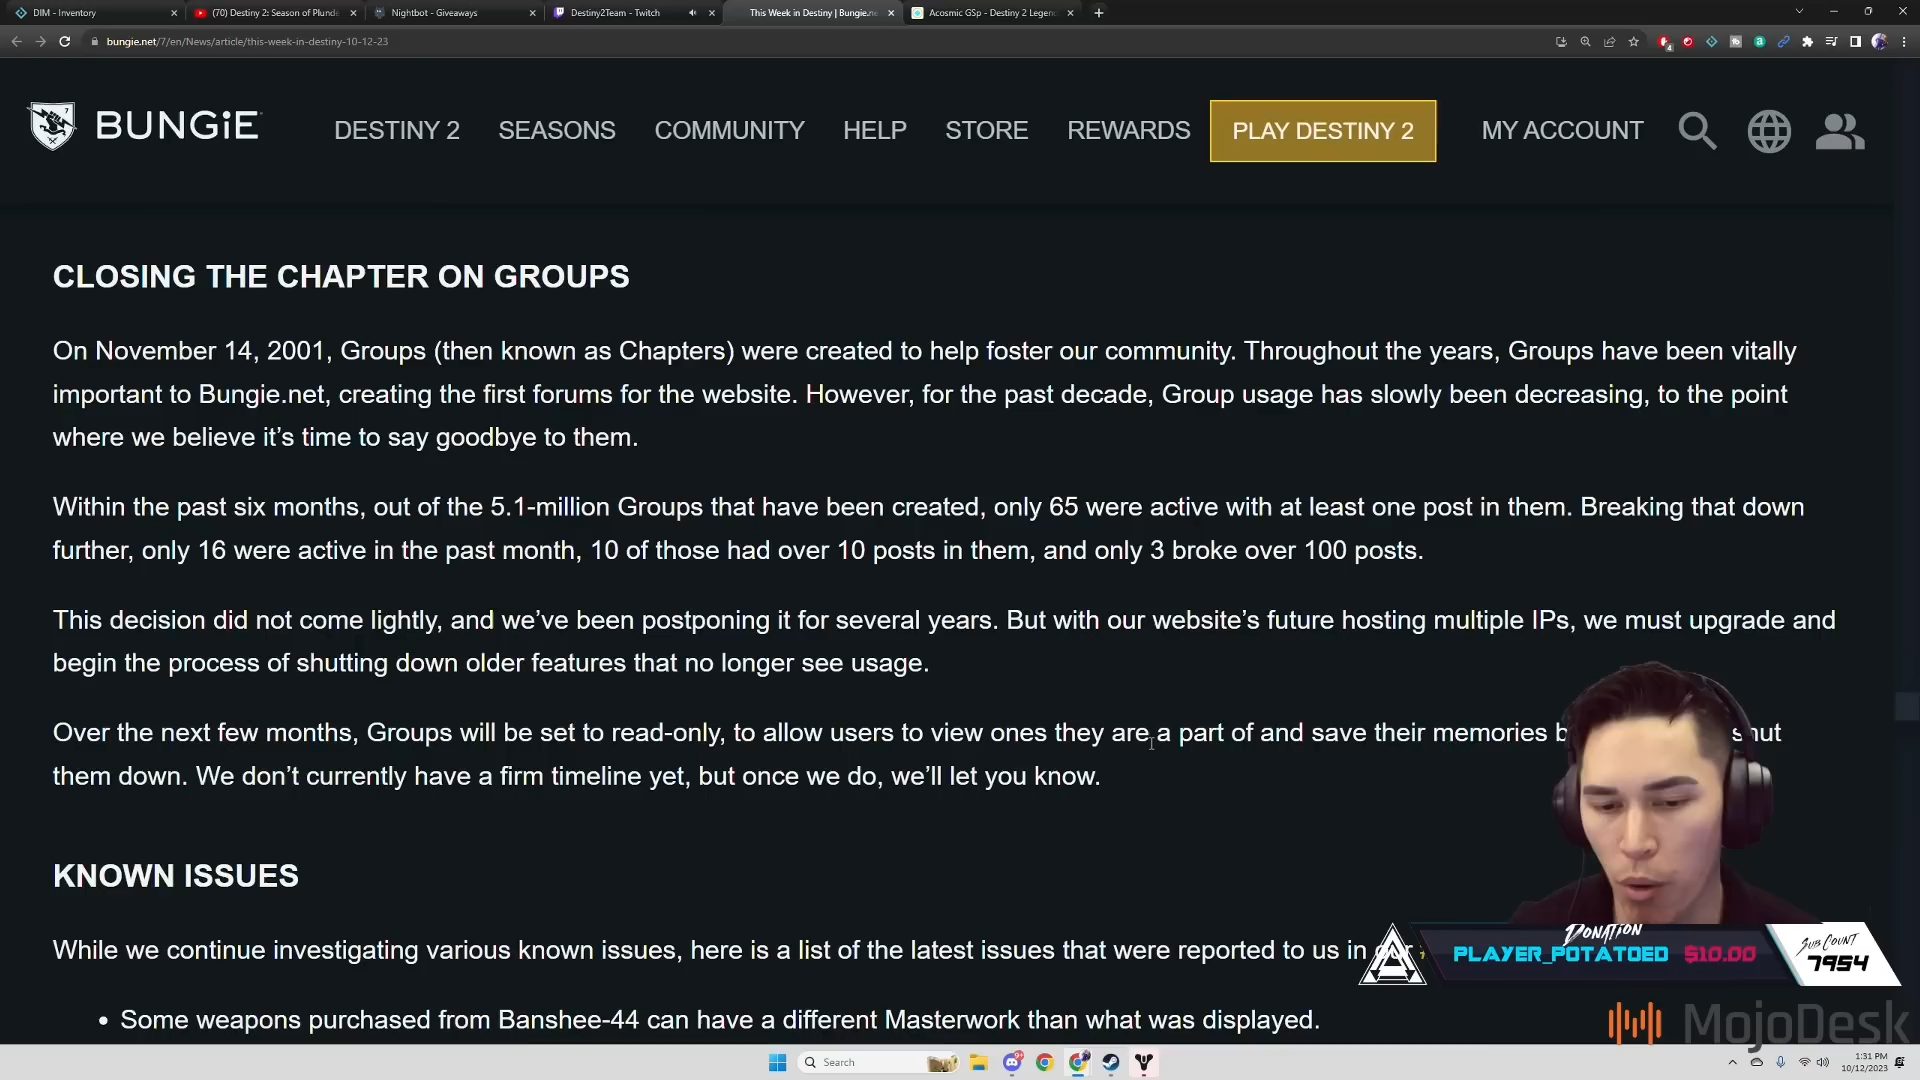 DIM - Inventory
(70) Destiny 2: Season of Plunde
Nightbot - Giveaways
Destiny2Team - Twitch
This Week in Destiny | Bungie.ne
Acosmic GSp - Destiny 2 Legen
bungie.net/7/en/News/article/this-week-in-destiny-10-12-23
BUNGiE
DESTINY 2
SEASONS
COMMUNITY
HELP
STORE
REWARDS
PLAY DESTINY 2
MY ACCOUNT
CLOSING THE CHAPTER ON GROUPS
On November 14, 2001, Groups (then known as Chapters) were created to help foster our community. Throughout the years, Groups have been vitally
important to Bungie.net, creating the first forums for the website. However, for the past decade, Group usage has slowly been decreasing, to the point
where we believe it’s time to say goodbye to them.
Within the past six months, out of the 5.1-million Groups that have been created, only 65 were active with at least one post in them. Breaking that down
further, only 16 were active in the past month, 10 of those had over 10 posts in them, and only 3 broke over 100 posts.
This decision did not come lightly, and we’ve been postponing it for several years. But with our website’s future hosting multiple IPs, we must upgrade and
begin the process of shutting down older features that no longer see usage.
Over the next few months, Groups will be set to read-only, to allow users to view ones they are a part of and save their memories
them down. We don’t currently have a firm timeline yet, but once we do, we’ll let you know.
KNOWN ISSUES
While we continue investigating various known issues, here is a list of the latest issues that were reported to us in our
• Some weapons purchased from Banshee-44 can have a different Masterwork than what was displayed.
DONATION
PLAYER_POTATOED $10.00
SUB COUNT
7954
MojoDesk
Search
1:31 PM
10/12/2023